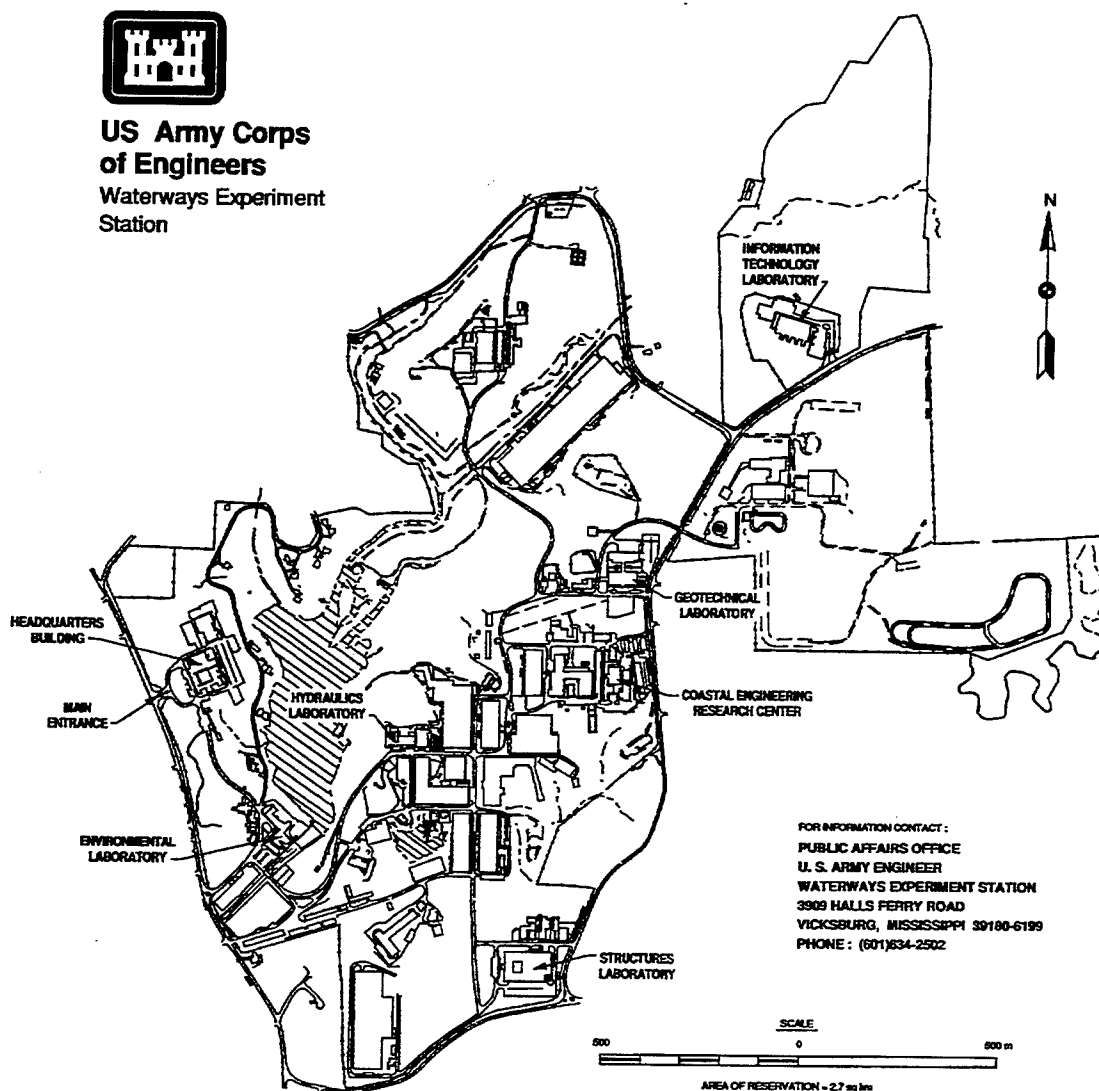 US Army Corps
of Engineers
Waterways Experiment
Station
N
INFORMATION
TECHNOLOGY
LABORATORY
GEOTECHNICAL
LABORATORY
HEADQUARTERS
BUILDING
MAIN
ENTRANCE
HYDRAULICS
LABORATORY
COASTAL ENGINEERING
RESEARCH CENTER
ENVIRONMENTAL
LABORATORY
STRUCTURES
LABORATORY
FOR INFORMATION CONTACT :
PUBLIC AFFAIRS OFFICE
U. S. ARMY ENGINEER
WATERWAYS EXPERIMENT STATION
3909 HALLS FERRY ROAD
VICKSBURG, MISSISSIPPI 39180-6199
PHONE : (601)634-2502
SCALE
500 0 500 m
AREA OF RESERVATION = 2.7 sq km